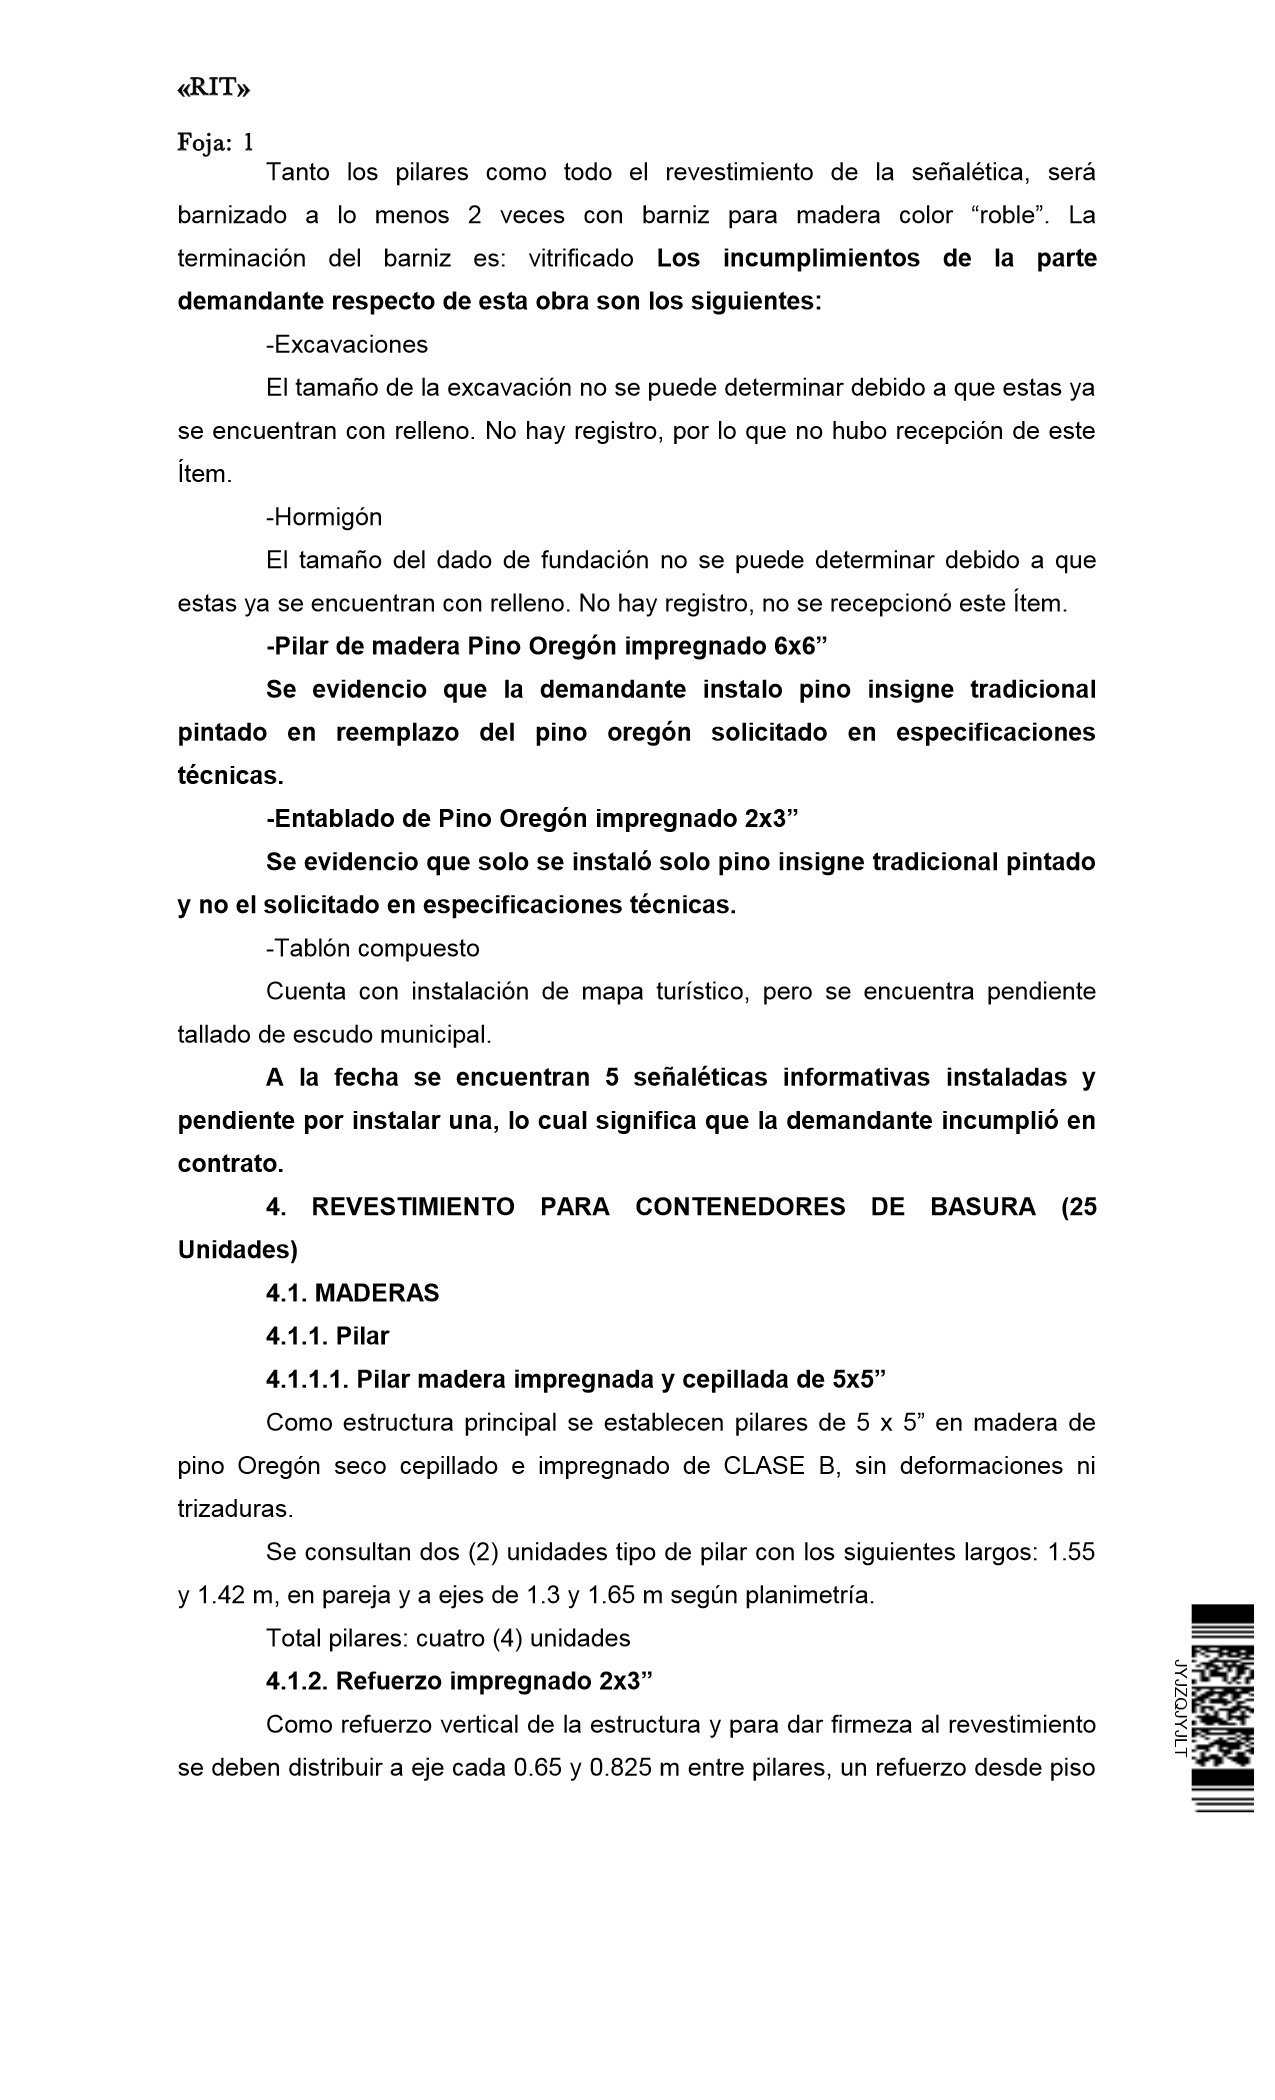 «RIT»
Foja: 1
Tanto los pilares como todo el revestimiento de la señalética, será
barnizado a lo menos 2 veces con barniz para madera color “roble”. La
terminación del barniz es: vitrificado Los incumplimientos de la parte
demandante respecto de esta obra son los siguientes:
-Excavaciones
El tamaño de la excavación no se puede determinar debido a que estas ya
se encuentran con relleno. No hay registro, por lo que no hubo recepción de este
Ítem.
-Hormigón
El tamaño del dado de fundación no se puede determinar debido a que
estas ya se encuentran con relleno. No hay registro, no se recepcionó este Ítem.
-Pilar de madera Pino Oregón impregnado 6x6”
Se evidencio que la demandante instalo pino insigne tradicional
pintado en reemplazo del pino oregón solicitado en especificaciones
técnicas.
-Entablado de Pino Oregón impregnado 2x3”
Se evidencio que solo se instaló solo pino insigne tradicional pintado
y no el solicitado en especificaciones técnicas.
-Tablón compuesto
Cuenta con instalación de mapa turístico, pero se encuentra pendiente
tallado de escudo municipal.
A la fecha se encuentran 5 señaléticas informativas instaladas y
pendiente por instalar una, lo cual significa que la demandante incumplió en
contrato.
4. REVESTIMIENTO PARA CONTENEDORES DE BASURA (25
Unidades)
4.1. MADERAS
4.1.1. Pilar
4.1.1.1. Pilar madera impregnada y cepillada de 5x5”
Como estructura principal se establecen pilares de 5 x 5” en madera de
pino Oregón seco cepillado e impregnado de CLASE B, sin deformaciones ni
trizaduras.
Se consultan dos (2) unidades tipo de pilar con los siguientes largos: 1.55
y 1.42 m, en pareja y a ejes de 1.3 y 1.65 m según planimetría.
Total pilares: cuatro (4) unidades
4.1.2. Refuerzo impregnado 2x3”
Como refuerzo vertical de la estructura y para dar firmeza al revestimiento
se deben distribuir a eje cada 0.65 y 0.825 m entre pilares, un refuerzo desde piso
JYJZQJYJLT